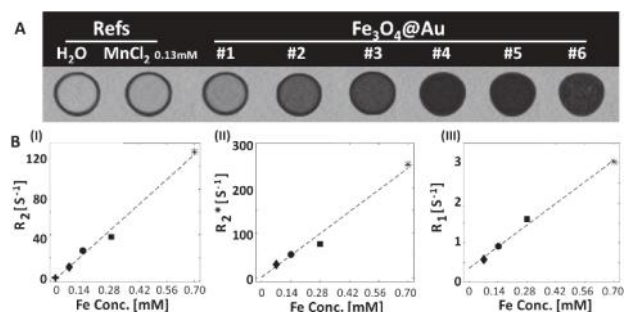 A
Refs
Fe₃O₄@Au
H₂O MnCl₂ 0.13mM #1 #2 #3 #4 #5 #6
B
(I)
R₂ [S⁻¹]
120
80
40
0
0 0.14 0.28 0.42 0.56 0.70
Fe Conc. [mM]
(II)
R₂* [S⁻¹]
300
200
100
0
0 0.14 0.28 0.42 0.56 0.70
Fe Conc. [mM]
(III)
R₁[S⁻¹]
3
2
1
0
0 0.14 0.28 0.42 0.56 0.70
Fe Conc. [mM]